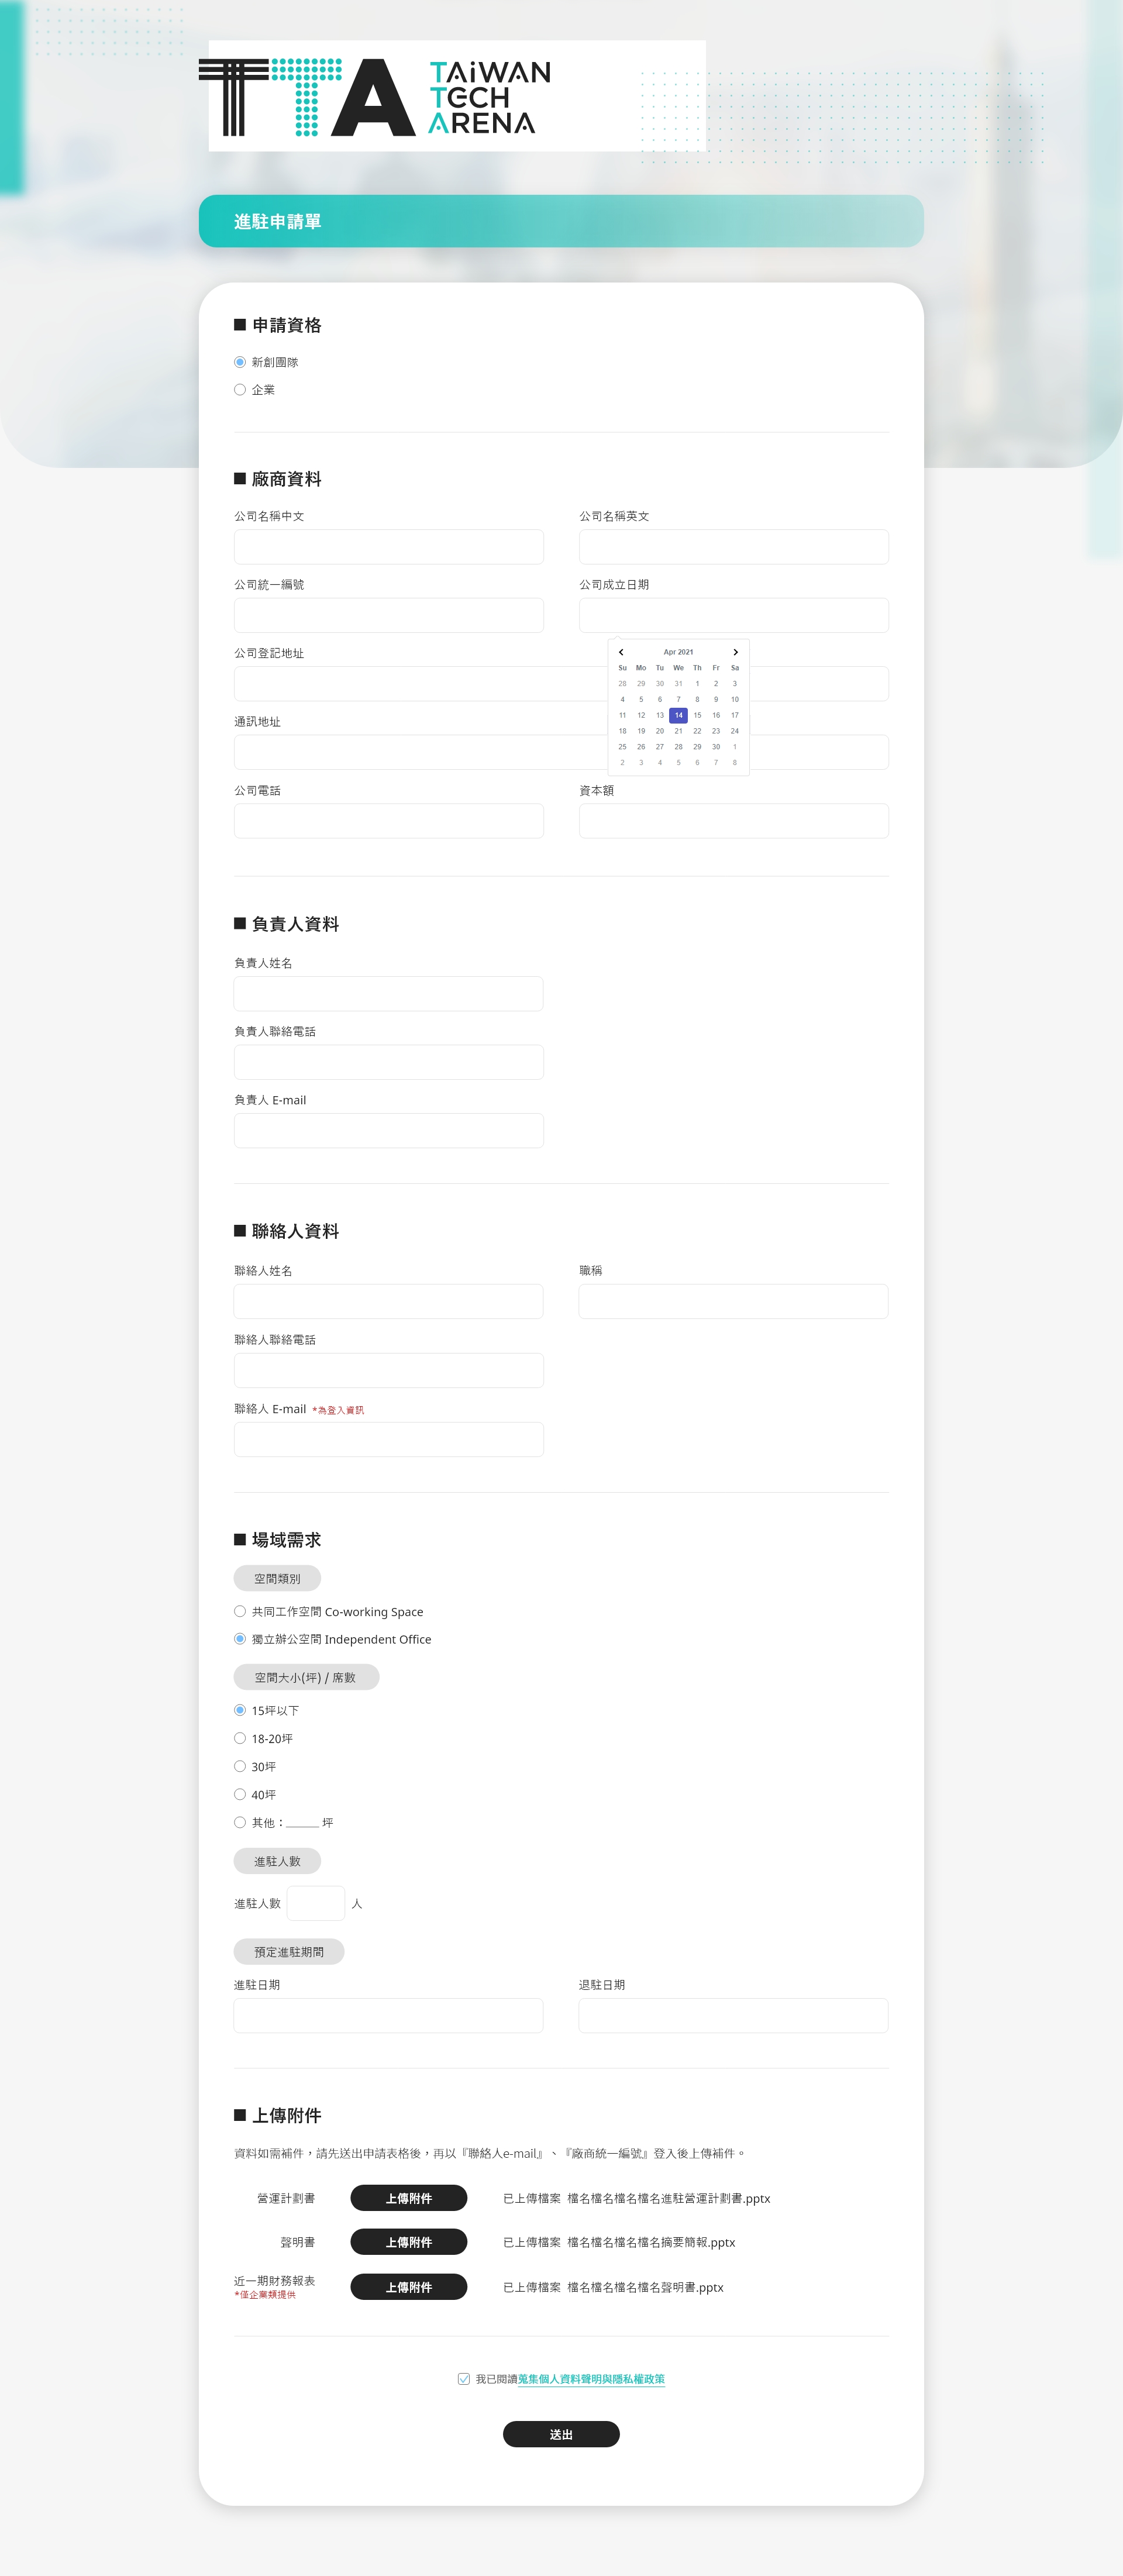 TTA
TAiWAN
TECH
ARENA
進駐申請單
■ 申請資格
新創團隊
企業
■ 廠商資料
公司名稱中文
公司名稱英文
公司統一編號
公司成立日期
公司登記地址
Apr 2021
Su Mo Tu We Th Fr Sa
28 29 30 31 1 2 3
4 5 6 7 8 9 10
11 12 13 14 15 16 17
18 19 20 21 22 23 24
25 26 27 28 29 30 1
2 3 4 5 6 7 8
通訊地址
公司電話
資本額
■ 負責人資料
負責人姓名
負責人聯絡電話
負責人 E-mail
■ 聯絡人資料
聯絡人姓名
職稱
聯絡人聯絡電話
聯絡人 E-mail *為登入資訊
■ 場域需求
空間類別
共同工作空間 Co-working Space
獨立辦公空間 Independent Office
空間大小(坪) / 席數
15坪以下
18-20坪
30坪
40坪
其他：_____ 坪
進駐人數
進駐人數 人
預定進駐期間
進駐日期
退駐日期
■ 上傳附件
資料如需補件，請先送出申請表格後，再以『聯絡人e-mail』、『廠商統一編號』登入後上傳補件。
營運計劃書 上傳附件 已上傳檔案 檔名檔名檔名檔名進駐營運計劃書.pptx
聲明書 上傳附件 已上傳檔案 檔名檔名檔名檔名摘要簡報.pptx
近一期財務報表 上傳附件 已上傳檔案 檔名檔名檔名檔名聲明書.pptx
*僅企業類提供
我已閱讀蒐集個人資料聲明與隱私權政策
送出